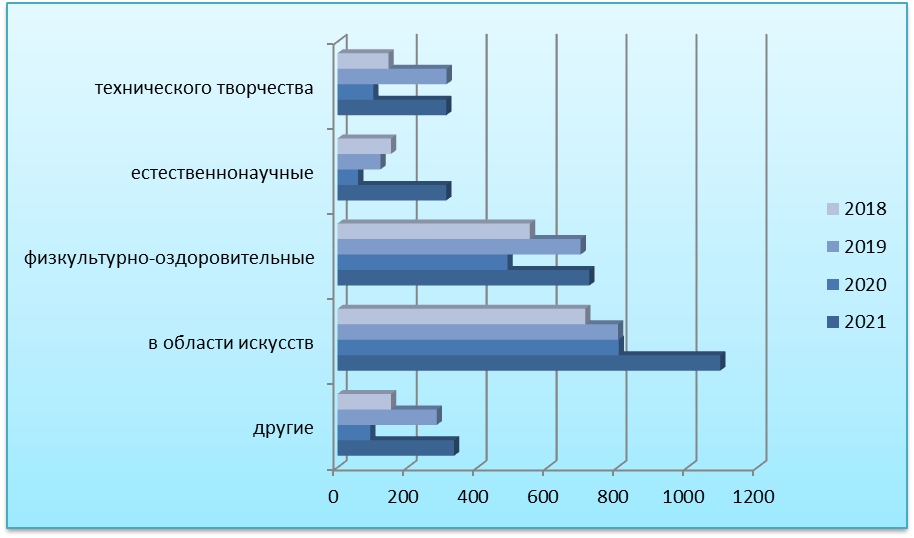 технического творчества
естественнонаучные
физкультурно-оздоровительные
в области искусств
другие
2018
2019
2020
2021
0 200 400 600 800 1000 1200